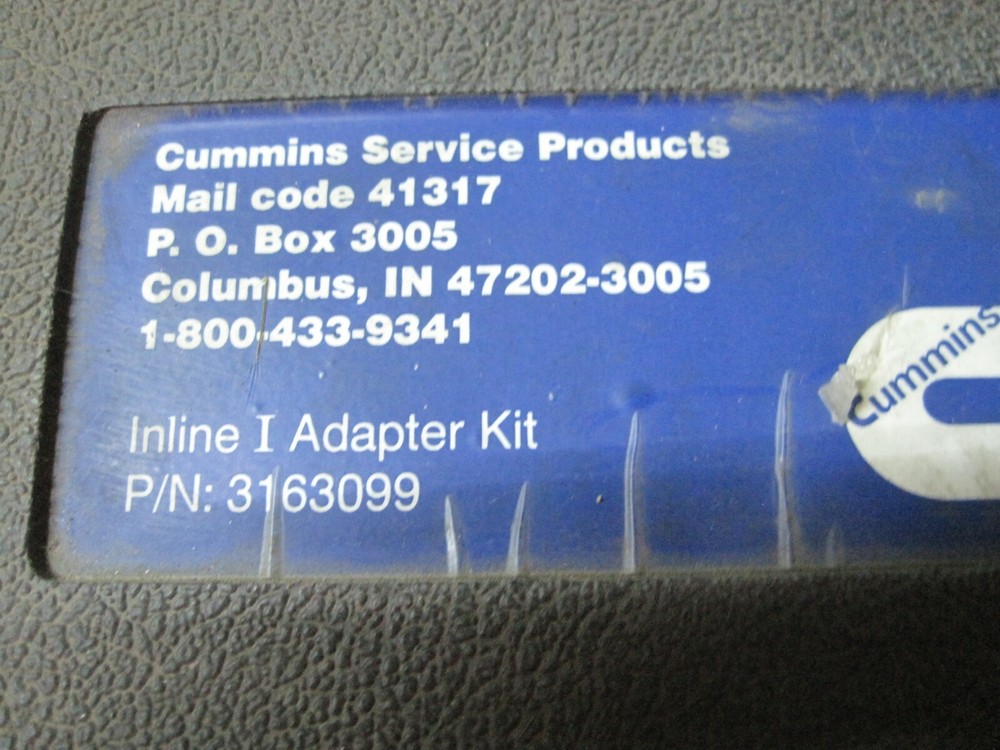 Cummins Service Products
Mail code 41317
P. O. Box 3005
Columbus, IN 47202-3005
1-800-433-9341
Inline I Adapter Kit
P/N: 3163099
Cummins